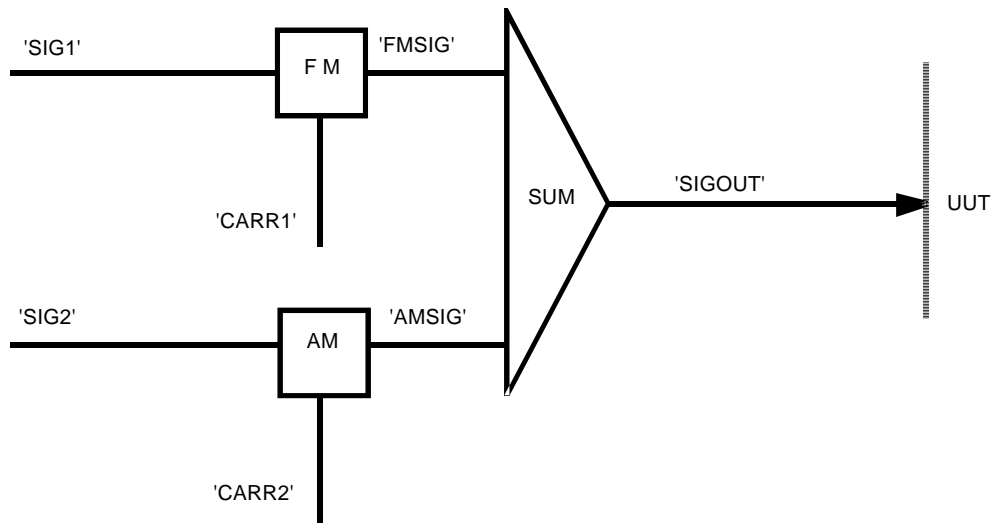 'SIG1'
F M
'FMSIG'
'CARR1'
SUM
'SIGOUT'
UUT
'SIG2'
AM
'AMSIG'
'CARR2'